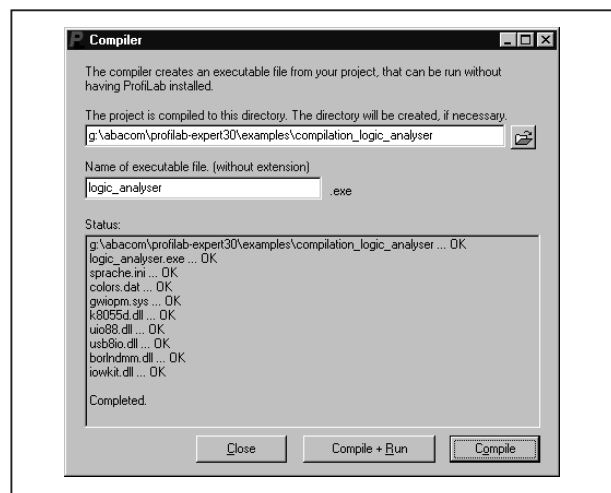 Compiler
The compiler creates an executable file from your project, that can be run without
having ProfiLab installed.
The project is compiled to this directory. The directory will be created, if necessary.
g:\abacom\profilab-expert30\examples\compilation_logic_analyser
Name of executable file. (without extension)
logic_analyser .exe
Status:
g:\abacom\profilab-expert30\examples\compilation_logic_analyser ... OK
logic_analyser.exe ... OK
sprache.ini ... OK
colors.dat ... OK
gwiopm.sys ... OK
k8055d.dll ... OK
uio88.dll ... OK
usb8io.dll ... OK
borlndmm.dll ... OK
iowkit.dll ... OK
Completed.
Close Compile + Run Compile